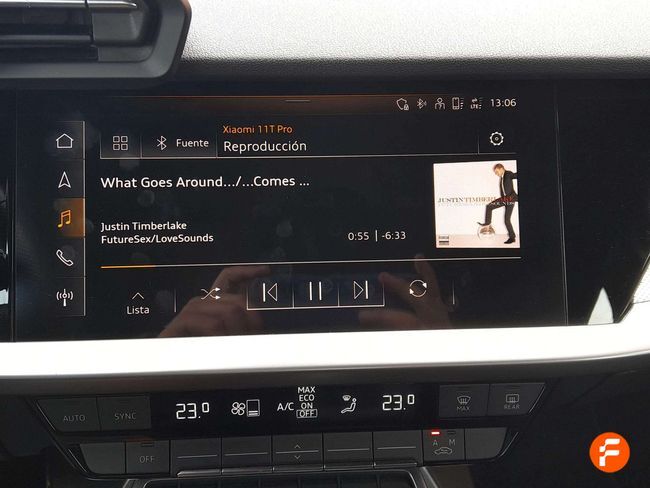 LTE
13:06
Fuente
Xiaomi 11T Pro
Reproducción
What Goes Around.../...Comes ...
JUSTIN TIMBERLAKE
Justin Timberlake
FutureSex/LoveSounds
0:55 | -6:33
Lista
AUTO
SYNC
23.0
A/C
MAX
ECO
ON
OFF
23.0
MAX
REAR
OFF
A
M